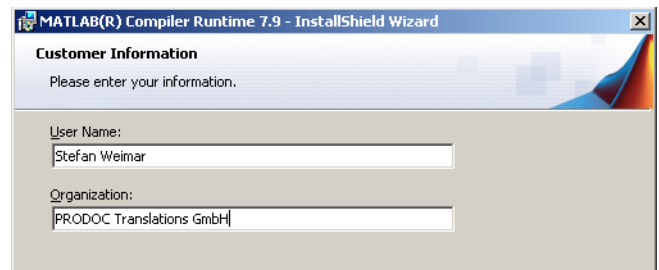 MATLAB(R) Compiler Runtime 7.9 - InstallShield Wizard
Customer Information
Please enter your information.
User Name:
Stefan Weimar
Organization:
PRODOC Translations GmbH